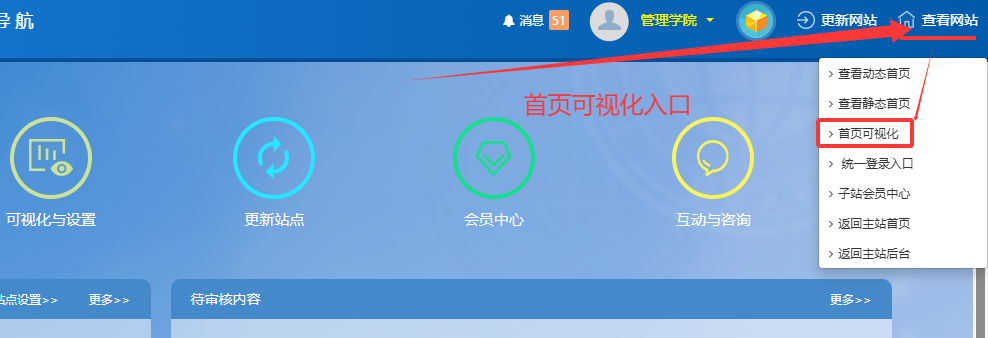 导航
消息 51
管理学院
更新网站
查看网站
查看动态首页
查看静态首页
首页可视化
统一登录入口
子站会员中心
返回主站首页
返回主站后台
首页可视化入口
可视化与设置
更新站点
会员中心
互动与咨询
站点设置>>
更多>>
待审核内容
更多>>